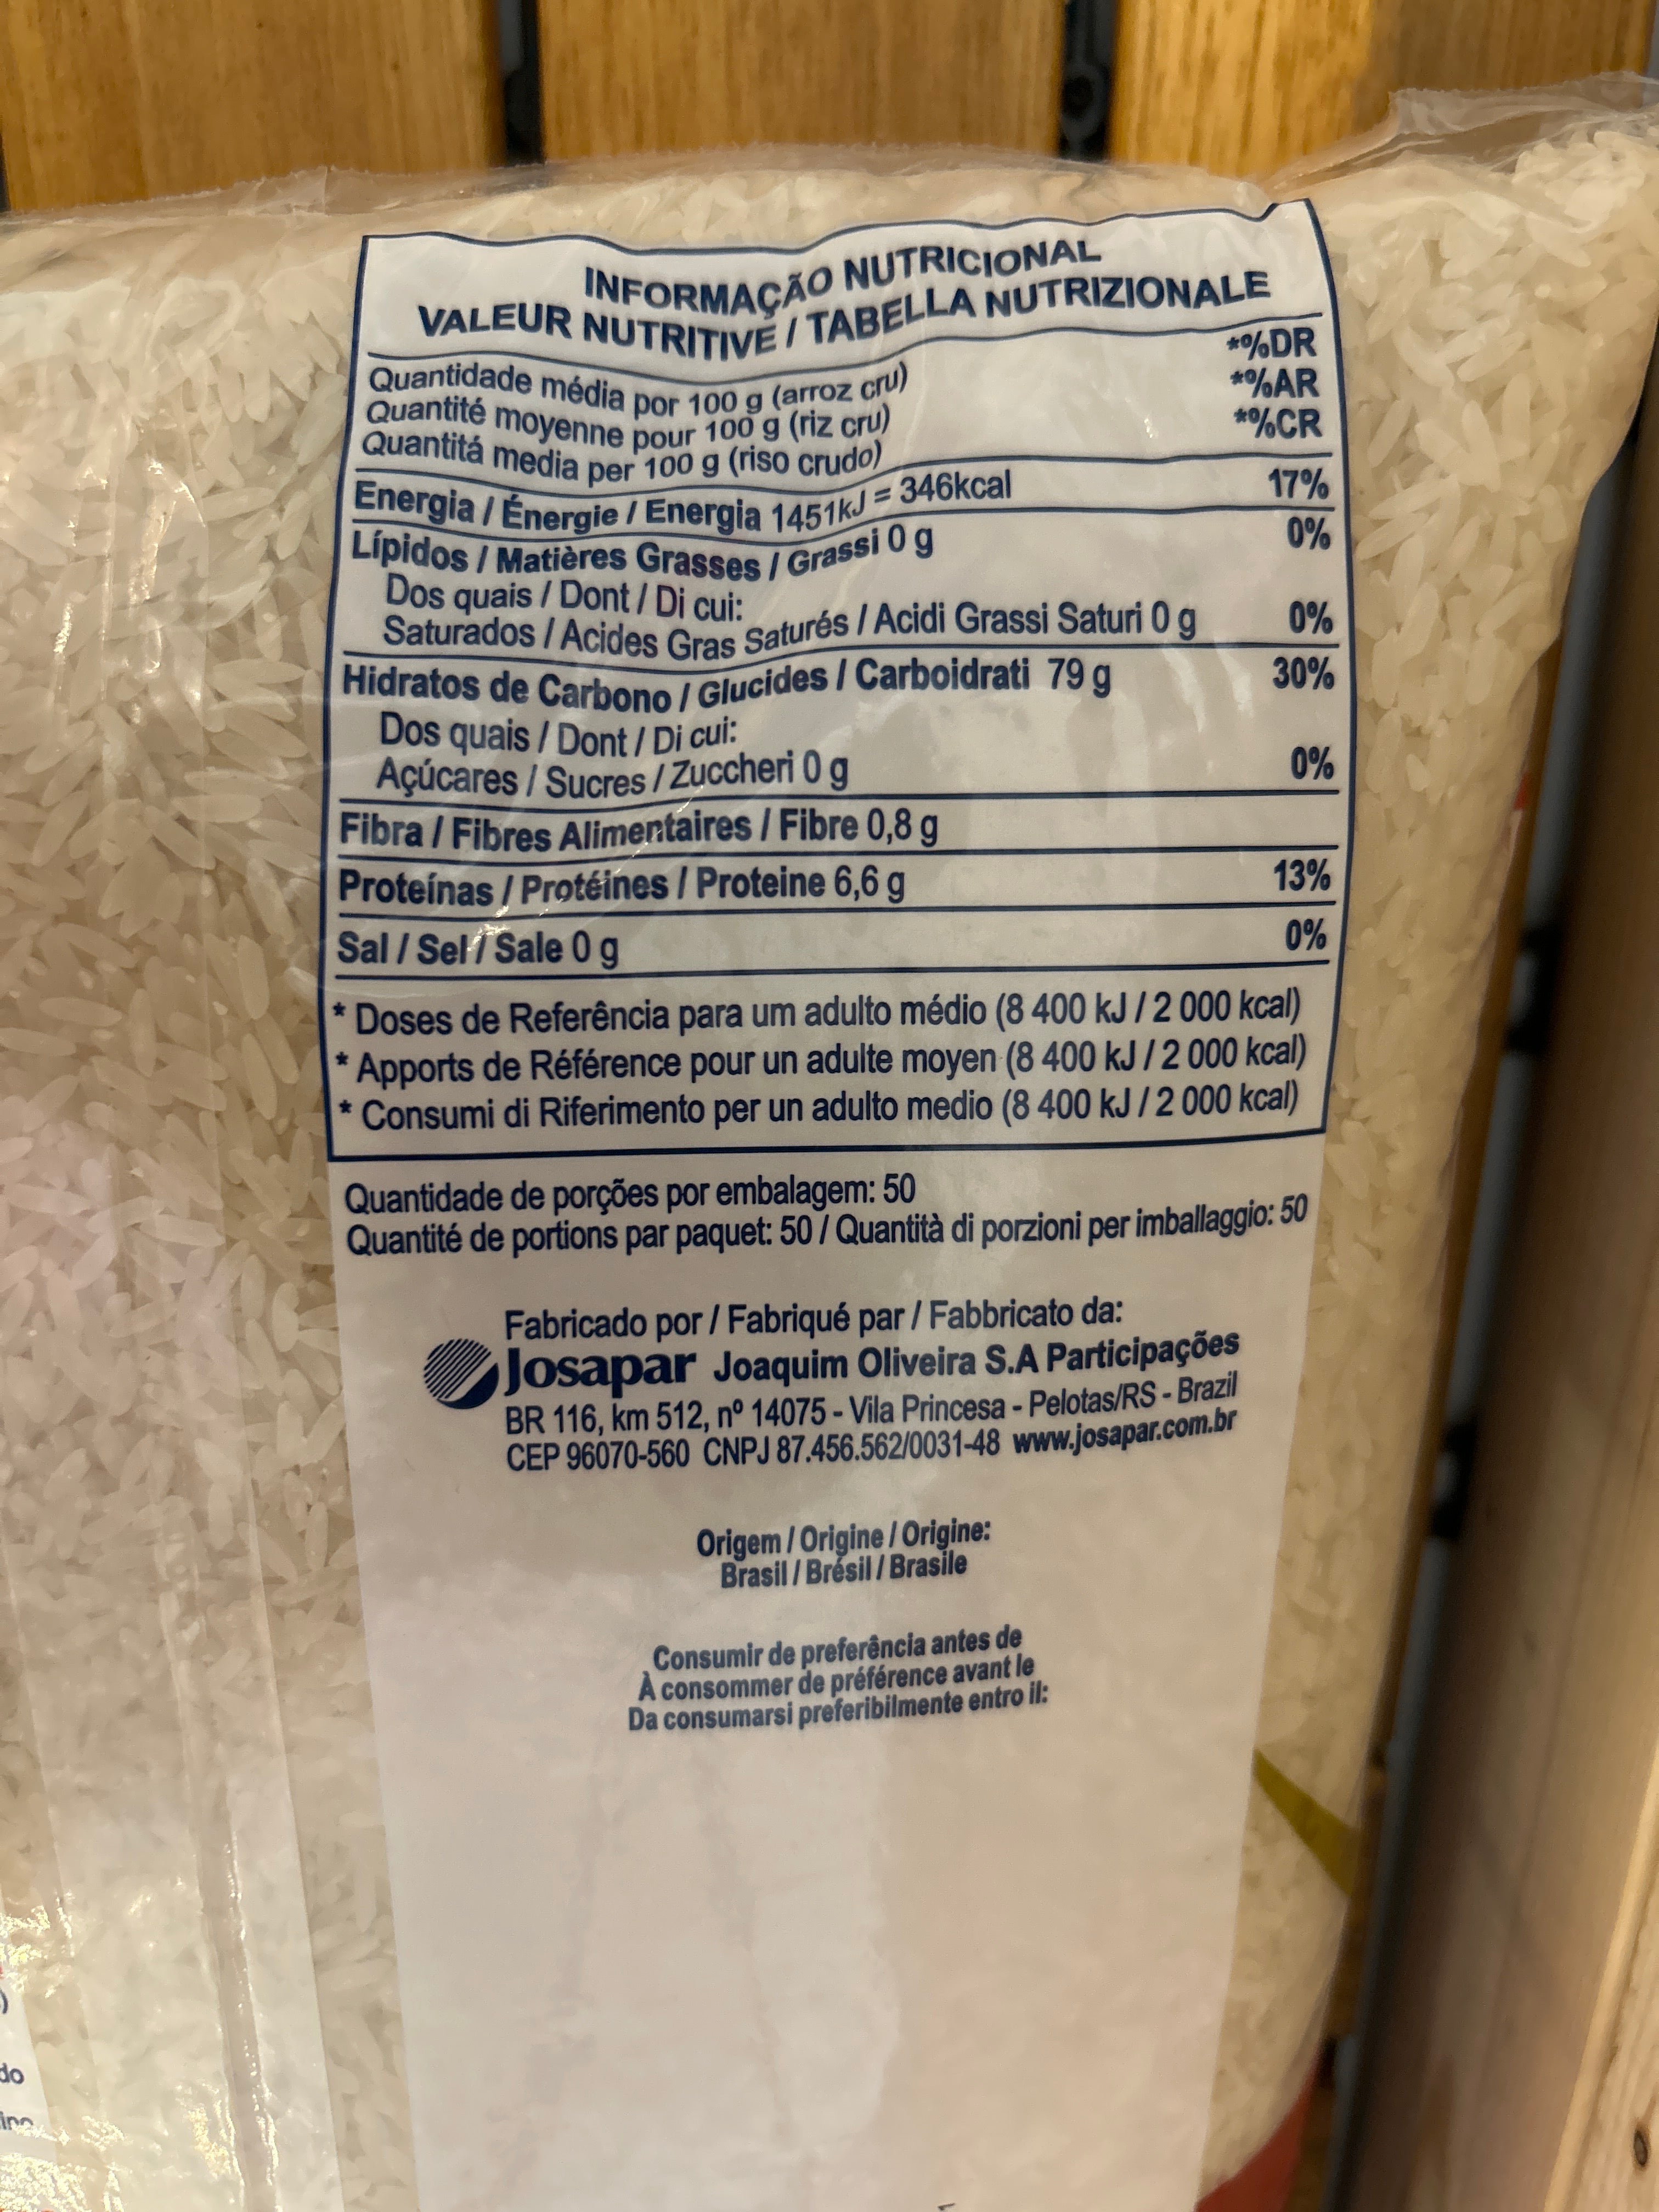 INFORMAÇÃO NUTRICIONAL
VALEUR NUTRITIVE / TABELLA NUTRIZIONALE
Quantidade média por 100 g (arroz cru) *%DR
Quantité moyenne pour 100 g (riz cru) *%AR
Quantitá media per 100 g (riso crudo) *%CR
Energia / Énergie / Energia 1451kJ = 346kcal 17%
Lípidos / Matières Grasses / Grassi 0 g 0%
Dos quais / Dont / Di cui:
Saturados / Acides Gras Saturés / Acidi Grassi Saturi 0 g 0%
Hidratos de Carbono / Glucides / Carboidrati 79 g 30%
Dos quais / Dont / Di cui:
Açúcares / Sucres / Zuccheri 0 g 0%
Fibra / Fibres Alimentaires / Fibre 0,8 g
Proteínas / Protéines / Proteine 6,6 g 13%
Sal / Sel / Sale 0 g 0%
* Doses de Referência para um adulto médio (8 400 kJ / 2 000 kcal)
* Apports de Référence pour un adulte moyen (8 400 kJ / 2 000 kcal)
* Consumi di Riferimento per un adulto medio (8 400 kJ / 2 000 kcal)
Quantidade de porções por embalagem: 50
Quantité de portions par paquet: 50 / Quantità di porzioni per imballaggio: 50
Fabricado por / Fabriqué par / Fabbricato da:
Josapar Joaquim Oliveira S.A Participações
BR 116, km 512, nº 14075 - Vila Princesa - Pelotas/RS - Brazil
CEP 96070-560 CNPJ 87.456.562/0031-48 www.josapar.com.br
Origem / Origine / Origine:
Brasil / Brésil / Brasile
Consumir de preferência antes de
À consommer de préférence avant le
Da consumarsi preferibilmente entro il: